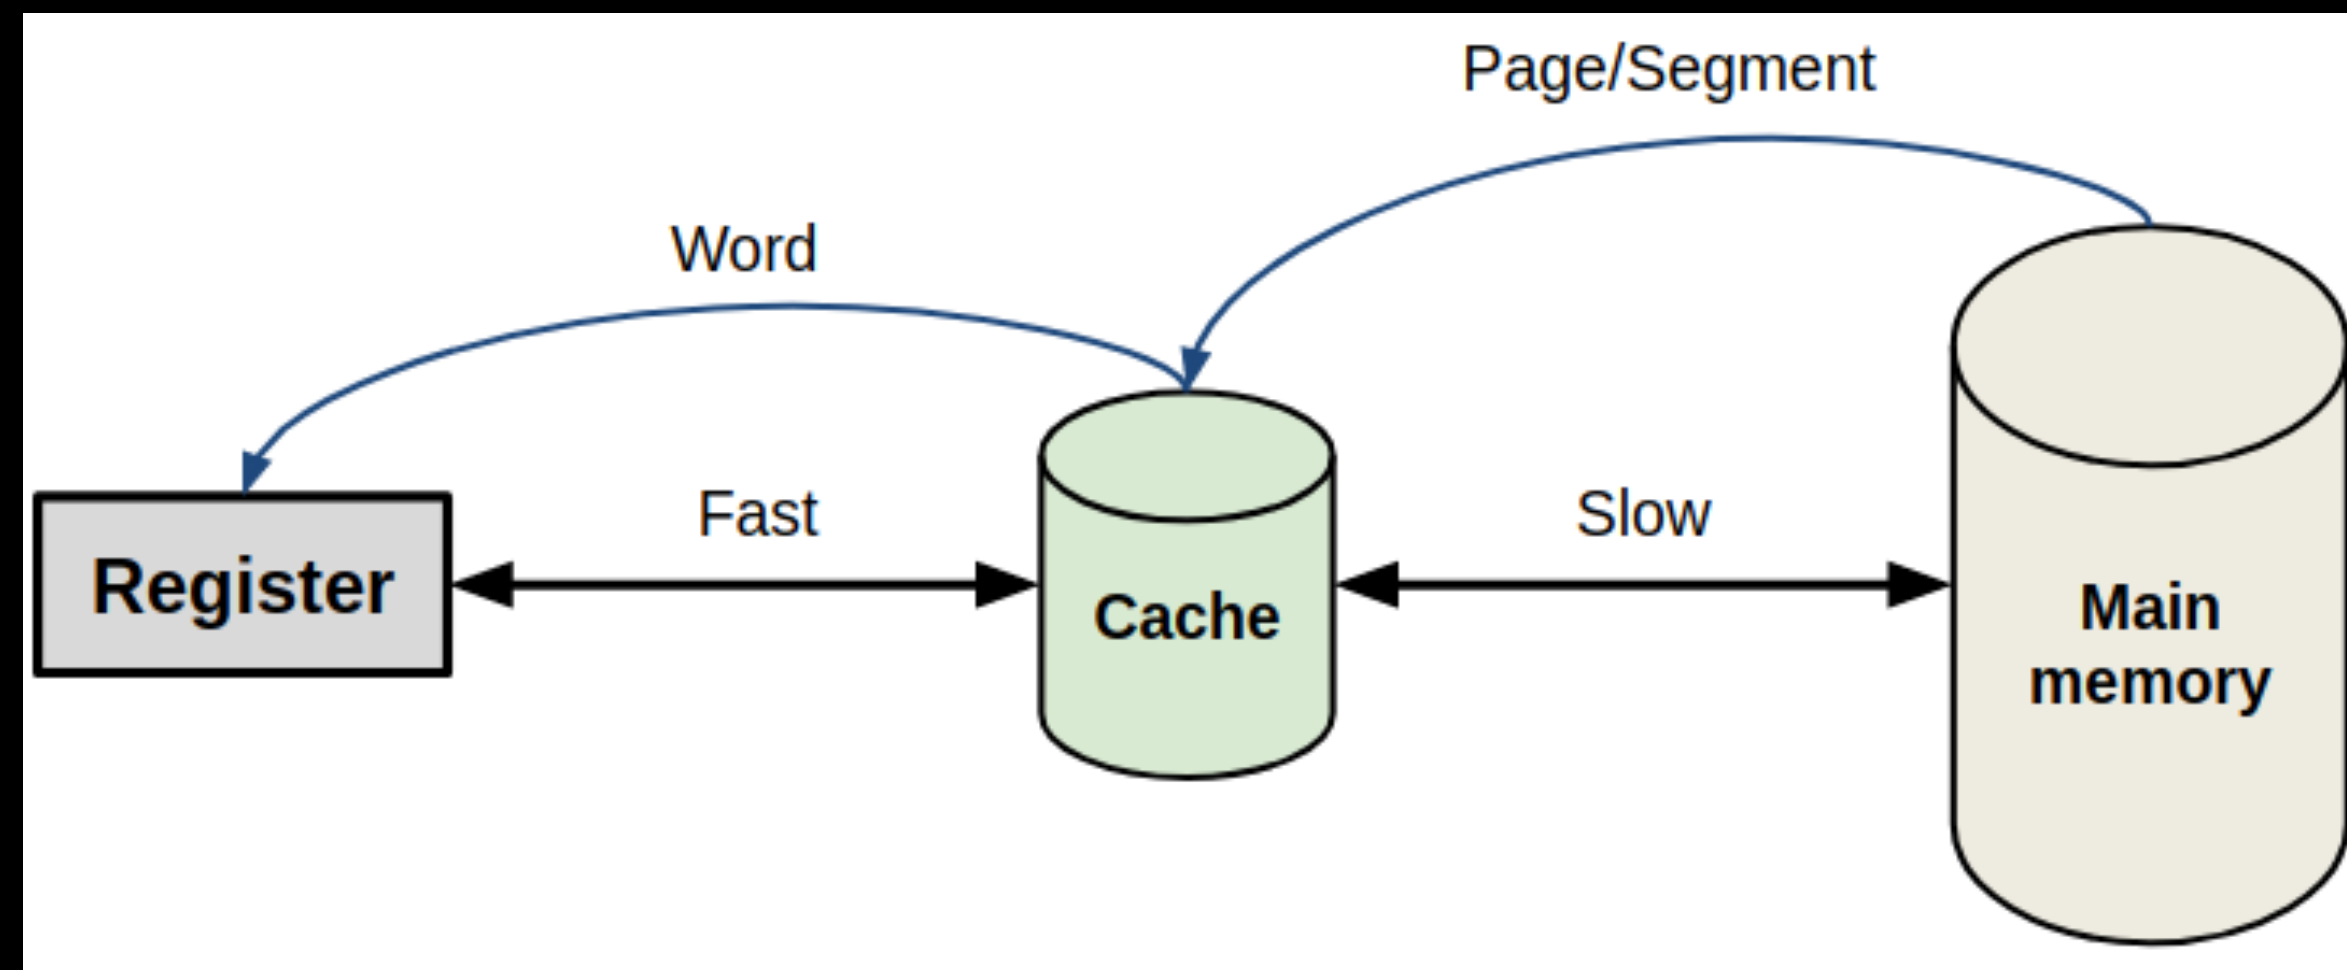 Page/Segment
Word
Fast
Slow
Register
Cache
Main
memory